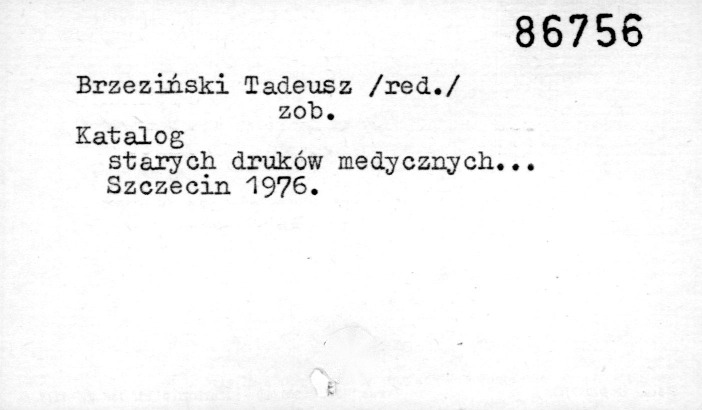 86756
Brzeziński Tadeusz /red./
zob.
Katalog
starych druków medycznych...
Szczecin 1976.